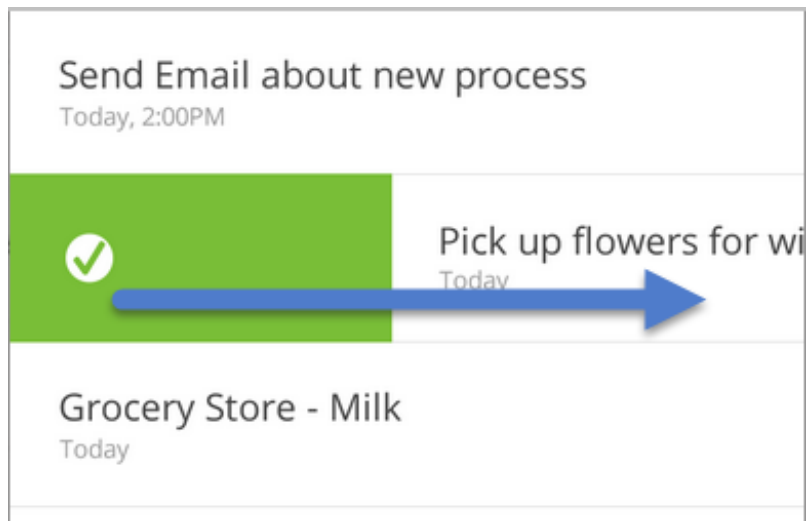 Send Email about new process
Today, 2:00PM
Pick up flowers for wi
Today
Grocery Store - Milk
Today